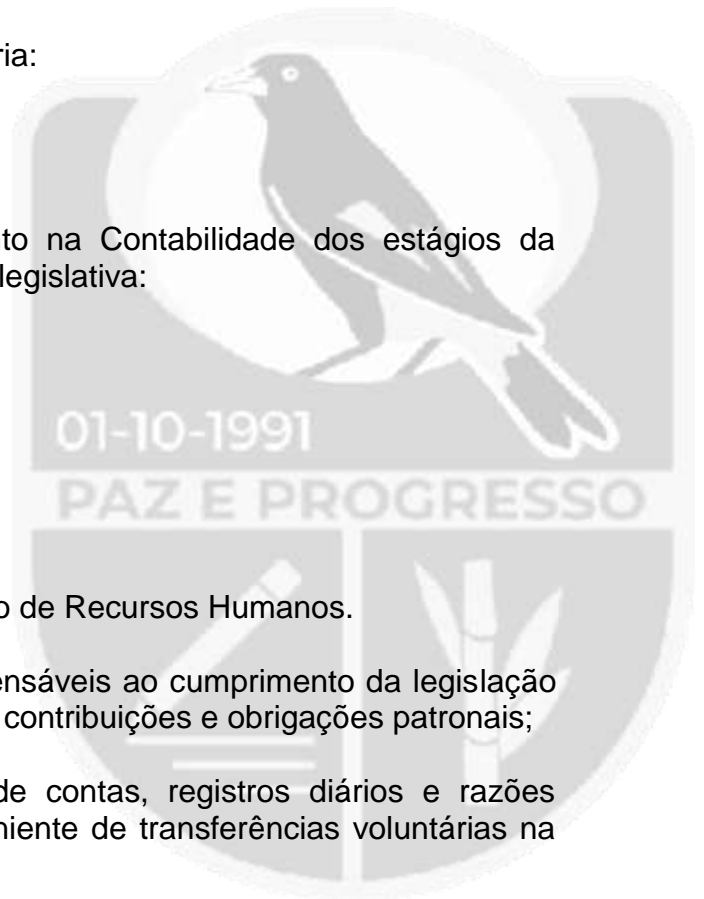 ria:
to na Contabilidade dos estágios da
legislativa:
01-10-1991
PAZ E PROGRESSO
o de Recursos Humanos.
ensáveis ao cumprimento da legislação
contribuições e obrigações patronais;
de contas, registros diários e razões
niente de transferências voluntárias na